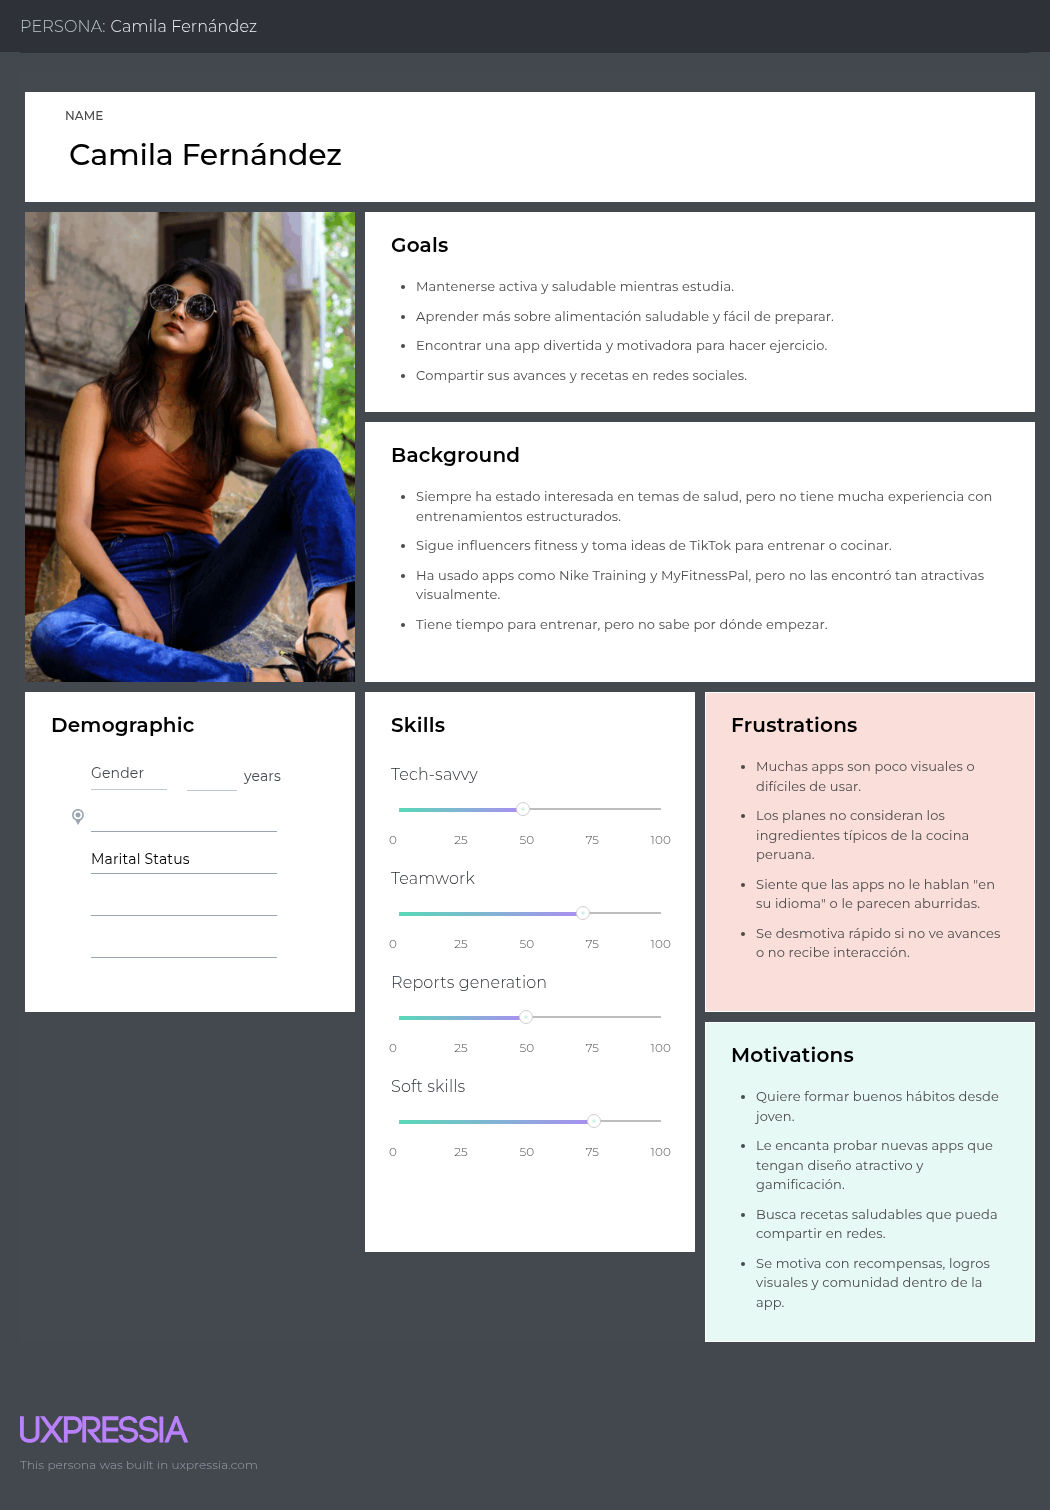 PERSONA: Camila Fernández
NAME
Camila Fernández
Goals
• Mantenerse activa y saludable mientras estudia.
• Aprender más sobre alimentación saludable y fácil de preparar.
• Encontrar una app divertida y motivadora para hacer ejercicio.
• Compartir sus avances y recetas en redes sociales.
Background
• Siempre ha estado interesada en temas de salud, pero no tiene mucha experiencia con
entrenamientos estructurados.
• Sigue influencers fitness y toma ideas de TikTok para entrenar o cocinar.
• Ha usado apps como Nike Training y MyFitnessPal, pero no las encontró tan atractivas
visualmente.
• Tiene tiempo para entrenar, pero no sabe por dónde empezar.
Demographic
Gender years
Marital Status
Skills
Tech-savvy
0 25 50 75 100
Teamwork
0 25 50 75 100
Reports generation
0 25 50 75 100
Soft skills
0 25 50 75 100
Frustrations
• Muchas apps son poco visuales o
difíciles de usar.
• Los planes no consideran los
ingredientes típicos de la cocina
peruana.
• Siente que las apps no le hablan "en
su idioma" o le parecen aburridas.
• Se desmotiva rápido si no ve avances
o no recibe interacción.
Motivations
• Quiere formar buenos hábitos desde
joven.
• Le encanta probar nuevas apps que
tengan diseño atractivo y
gamificación.
• Busca recetas saludables que pueda
compartir en redes.
• Se motiva con recompensas, logros
visuales y comunidad dentro de la
app.
UXPRESSIA
This persona was built in uxpressia.com